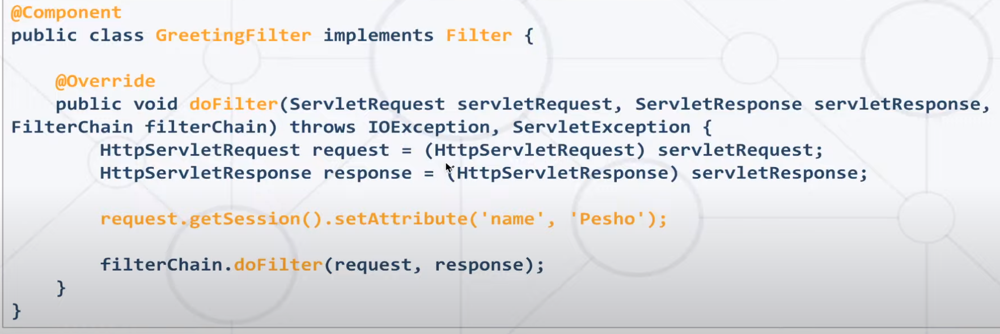 @Component
public class GreetingFilter implements Filter {
@Override
public void doFilter(ServletRequest servletRequest, ServletResponse servletResponse,
FilterChain filterChain) throws IOException, ServletException {
HttpServletRequest request = (HttpServletRequest) servletRequest;
HttpServletResponse response = (HttpServletResponse) servletResponse;
request.getSession().setAttribute('name', 'Pesho');
filterChain.doFilter(request, response);
}
}